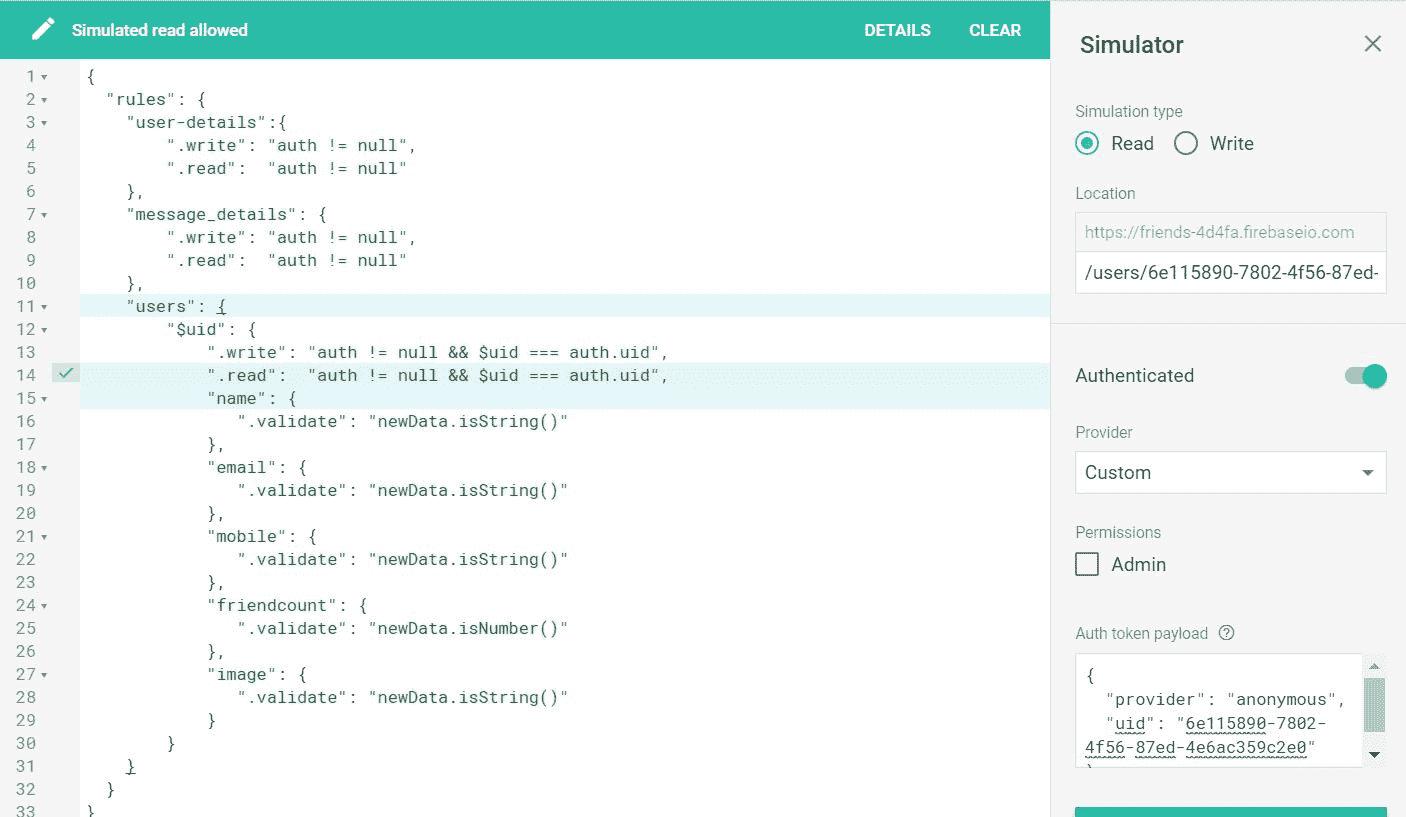 Simulated read allowed
DETAILS
CLEAR
1 {
2 "rules": {
3 "user-details":{
4 ".write": "auth != null",
5 ".read":  "auth != null"
6 },
7 "message_details": {
8 ".write": "auth != null",
9 ".read":  "auth != null"
10 },
11 "users": {
12 "$uid": {
13 ".write": "auth != null && $uid === auth.uid",
14 ".read":  "auth != null && $uid === auth.uid",
15 "name": {
16 ".validate": "newData.isString()"
17 },
18 "email": {
19 ".validate": "newData.isString()"
20 },
21 "mobile": {
22 ".validate": "newData.isString()"
23 },
24 "friendcount": {
25 ".validate": "newData.isNumber()"
26 },
27 "image": {
28 ".validate": "newData.isString()"
29 }
30 }
31 }
32 }
33 }
Simulator
Simulation type
Read
Write
Location
https://friends-4d4fa.firebaseio.com
/users/6e115890-7802-4f56-87ed-
Authenticated
Provider
Custom
Permissions
Admin
Auth token payload ?
{
"provider": "anonymous",
"uid": "6e115890-7802-
4f56-87ed-4e6ac359c2e0"
}